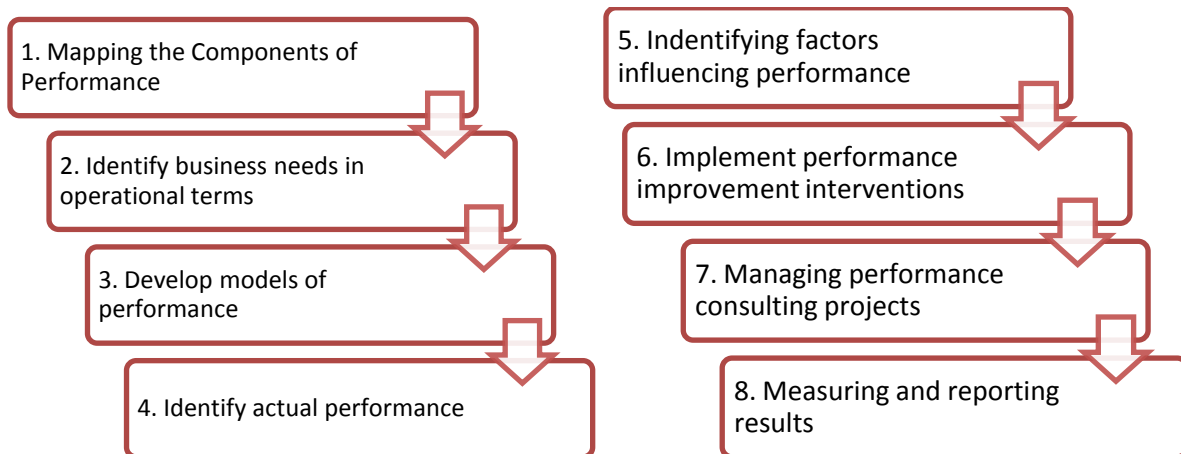 1. Mapping the Components of
Performance
2. Identify business needs in
operational terms
3. Develop models of
performance
4. Identify actual performance
5. Indentifying factors
influencing performance
6. Implement performance
improvement interventions
7. Managing performance
consulting projects
8. Measuring and reporting
results